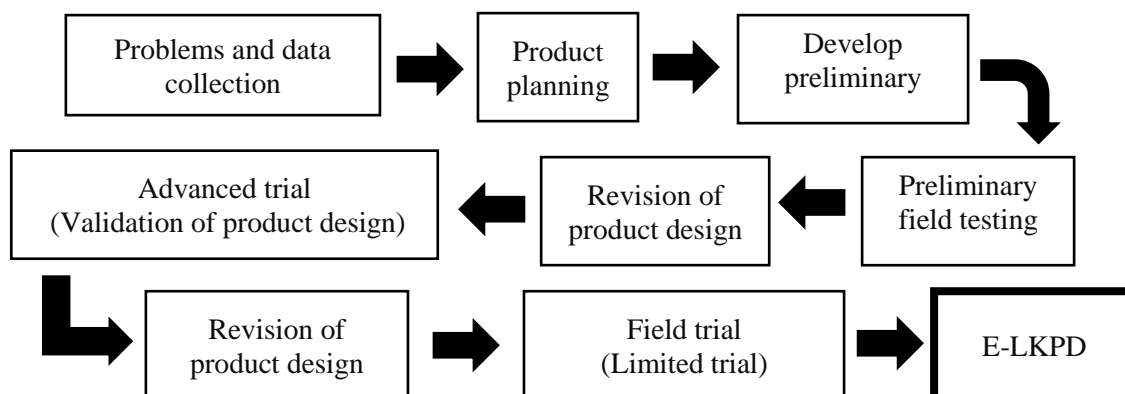 Problems and data
collection
Product
planning
Develop
preliminary
Preliminary
field testing
Revision of
product design
Advanced trial
(Validation of product design)
Revision of
product design
Field trial
(Limited trial)
E-LKPD